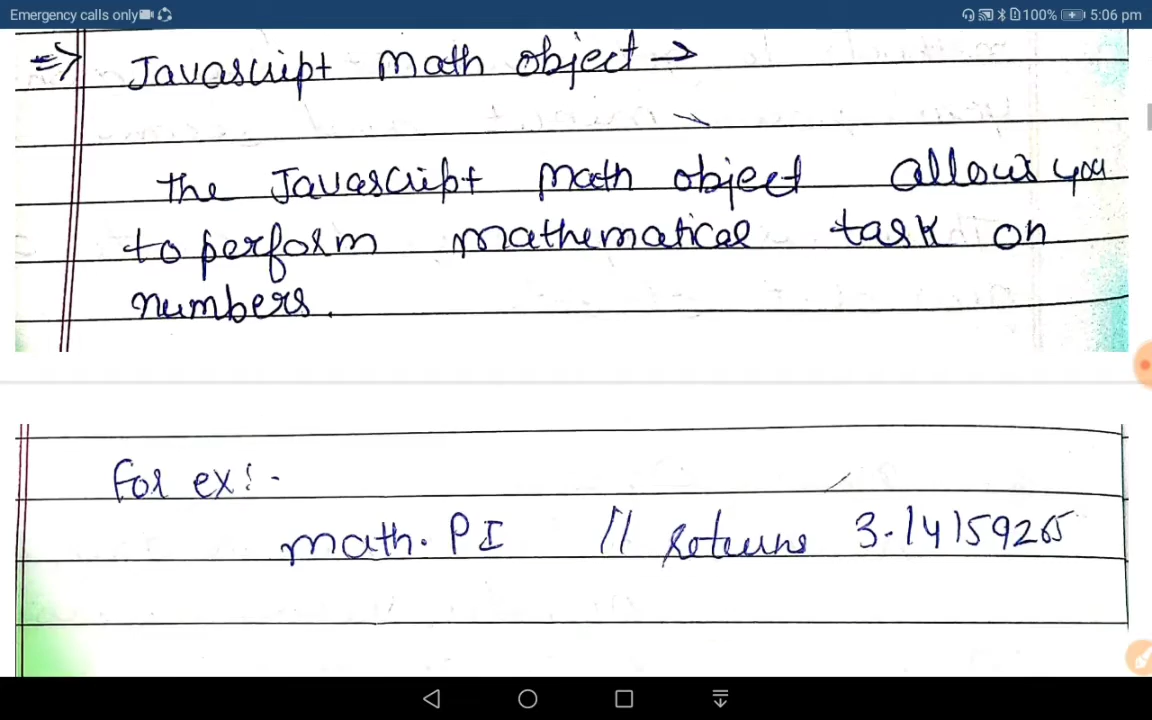 Emergency calls only
100% 5:06 pm
=> Javascript math object →
the Javascript math object allows you
to perform mathematical task on
numbers.
For ex:-
math. PI // returns 3.14159265